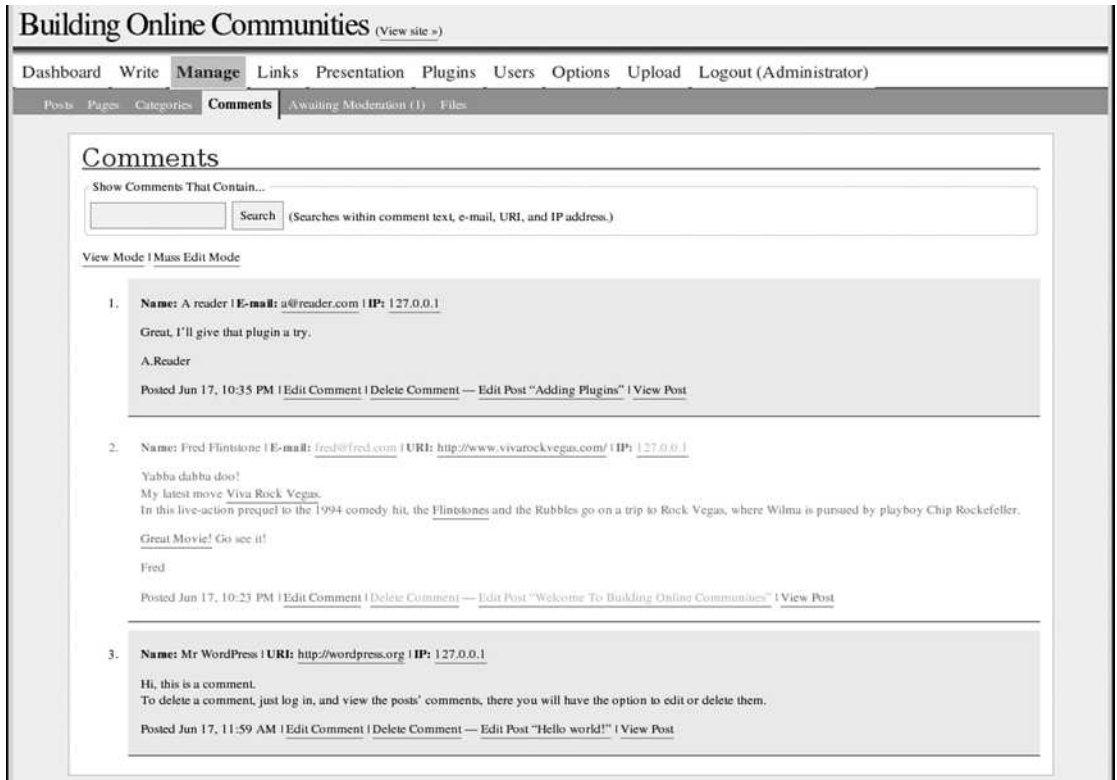 Building Online Communities (View site »)
Dashboard Write Manage Links Presentation Plugins Users Options Upload Logout (Administrator)
Posts Pages Categories Comments Awaiting Moderation (1) Files
Comments
Show Comments That Contain...
Search (Searches within comment text, e-mail, URI, and IP address.)
View Mode | Mass Edit Mode
1. Name: A reader | E-mail: a@reader.com | IP: 127.0.0.1
Great, I'll give that plugin a try.
A.Reader
Posted Jun 17, 10:35 PM | Edit Comment | Delete Comment — Edit Post “Adding Plugins” | View Post
2. Name: Fred Flintstone | E-mail: fred@fred.com | URI: http://www.vivarockvegas.com/ | IP: 127.0.0.1
Yabba dabba doo!
My latest move Viva Rock Vegas.
In this live-action prequel to the 1994 comedy hit, the Flintstones and the Rubbles go on a trip to Rock Vegas, where Wilma is pursued by playboy Chip Rockefeller.
Great Movie! Go see it!
Fred
Posted Jun 17, 10:23 PM | Edit Comment | Delete Comment — Edit Post “Welcome To Building Online Communities” | View Post
3. Name: Mr WordPress | URI: http://wordpress.org | IP: 127.0.0.1
Hi, this is a comment.
To delete a comment, just log in, and view the posts' comments, there you will have the option to edit or delete them.
Posted Jun 17, 11:59 AM | Edit Comment | Delete Comment — Edit Post “Hello world!” | View Post